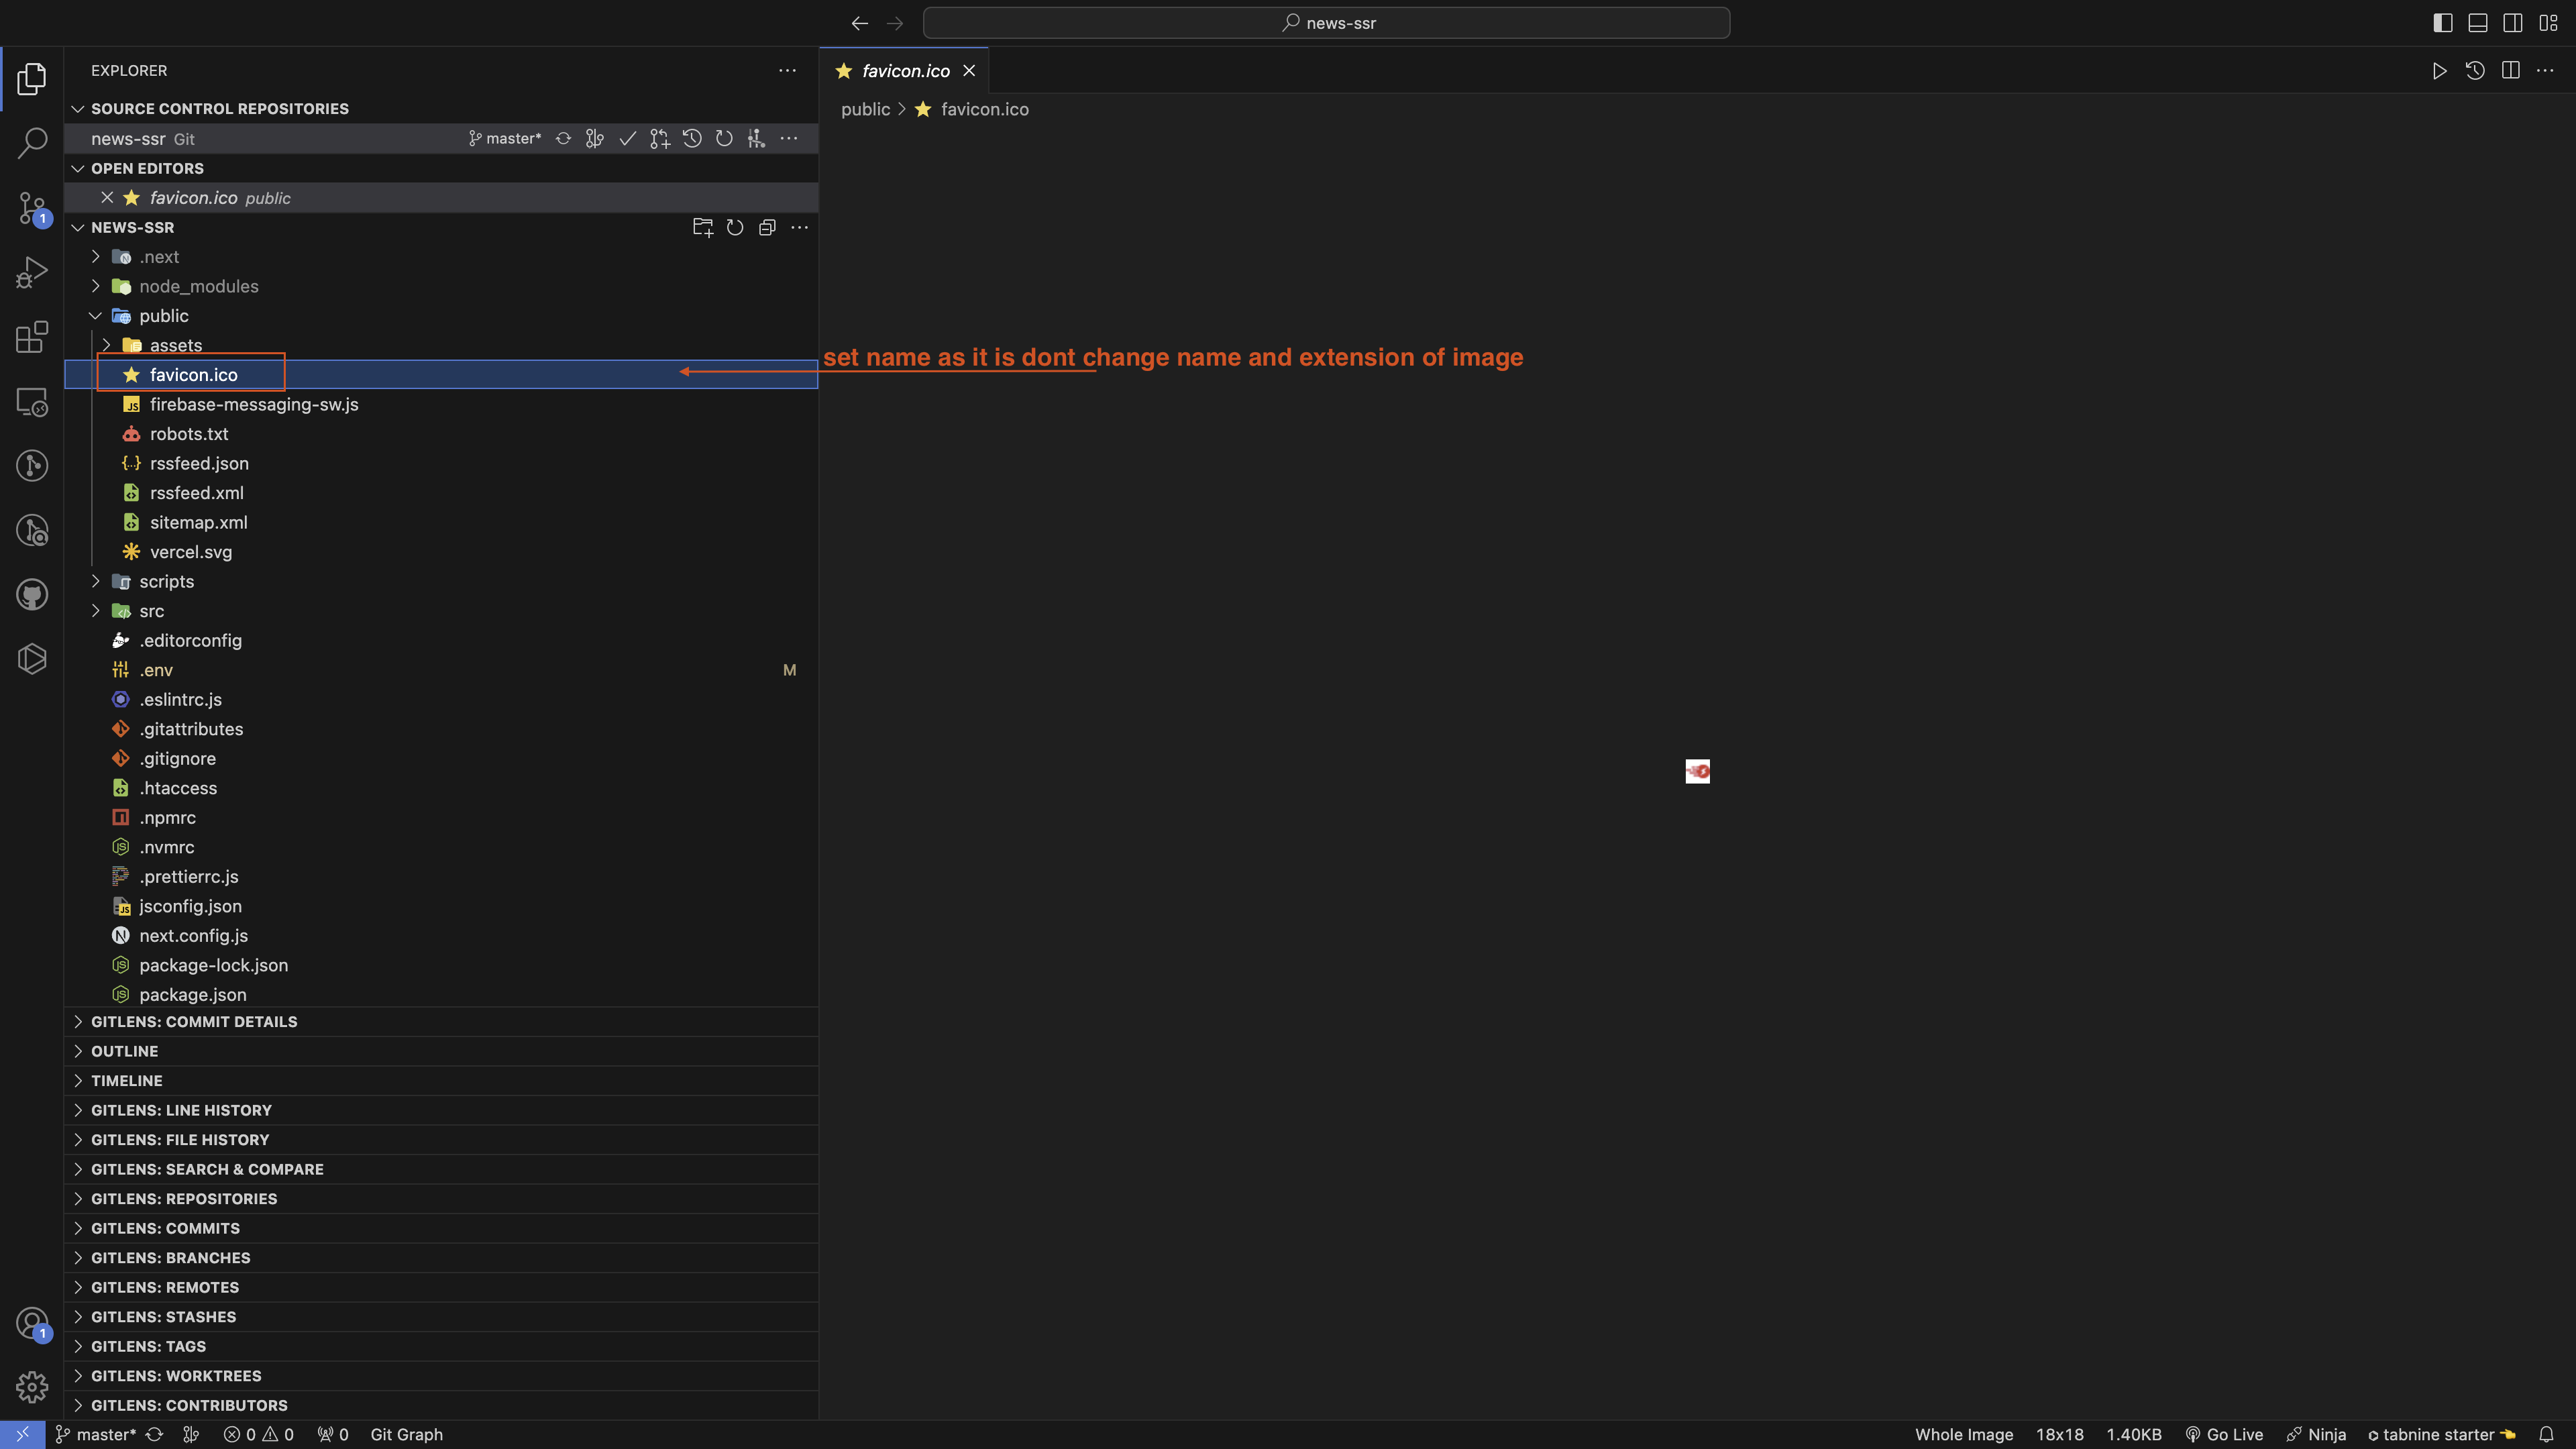 news-ssr
EXPLORER
SOURCE CONTROL REPOSITORIES
news-ssr Git master*
OPEN EDITORS
favicon.ico public
NEWS-SSR
.next
node_modules
public
assets
favicon.ico
firebase-messaging-sw.js
robots.txt
rssfeed.json
rssfeed.xml
sitemap.xml
vercel.svg
scripts
src
.editorconfig
.env M
.eslintrc.js
.gitattributes
.gitignore
.htaccess
.npmrc
.nvmrc
.prettierrc.js
jsconfig.json
next.config.js
package-lock.json
package.json
GITLENS: COMMIT DETAILS
OUTLINE
TIMELINE
GITLENS: LINE HISTORY
GITLENS: FILE HISTORY
GITLENS: SEARCH & COMPARE
GITLENS: REPOSITORIES
GITLENS: COMMITS
GITLENS: BRANCHES
GITLENS: REMOTES
GITLENS: STASHES
GITLENS: TAGS
GITLENS: WORKTREES
GITLENS: CONTRIBUTORS
1
1
favicon.ico
public > favicon.ico
set name as it is dont change name and extension of image
master* 0 0 0 Git Graph Whole Image 18x18 1.40KB Go Live Ninja tabnine starter